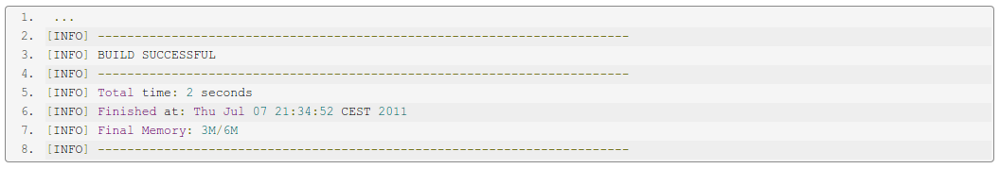 1. ...
2. [INFO] ------------------------------------------------------------------------
3. [INFO] BUILD SUCCESSFUL
4. [INFO] ------------------------------------------------------------------------
5. [INFO] Total time: 2 seconds
6. [INFO] Finished at: Thu Jul 07 21:34:52 CEST 2011
7. [INFO] Final Memory: 3M/6M
8. [INFO] ------------------------------------------------------------------------